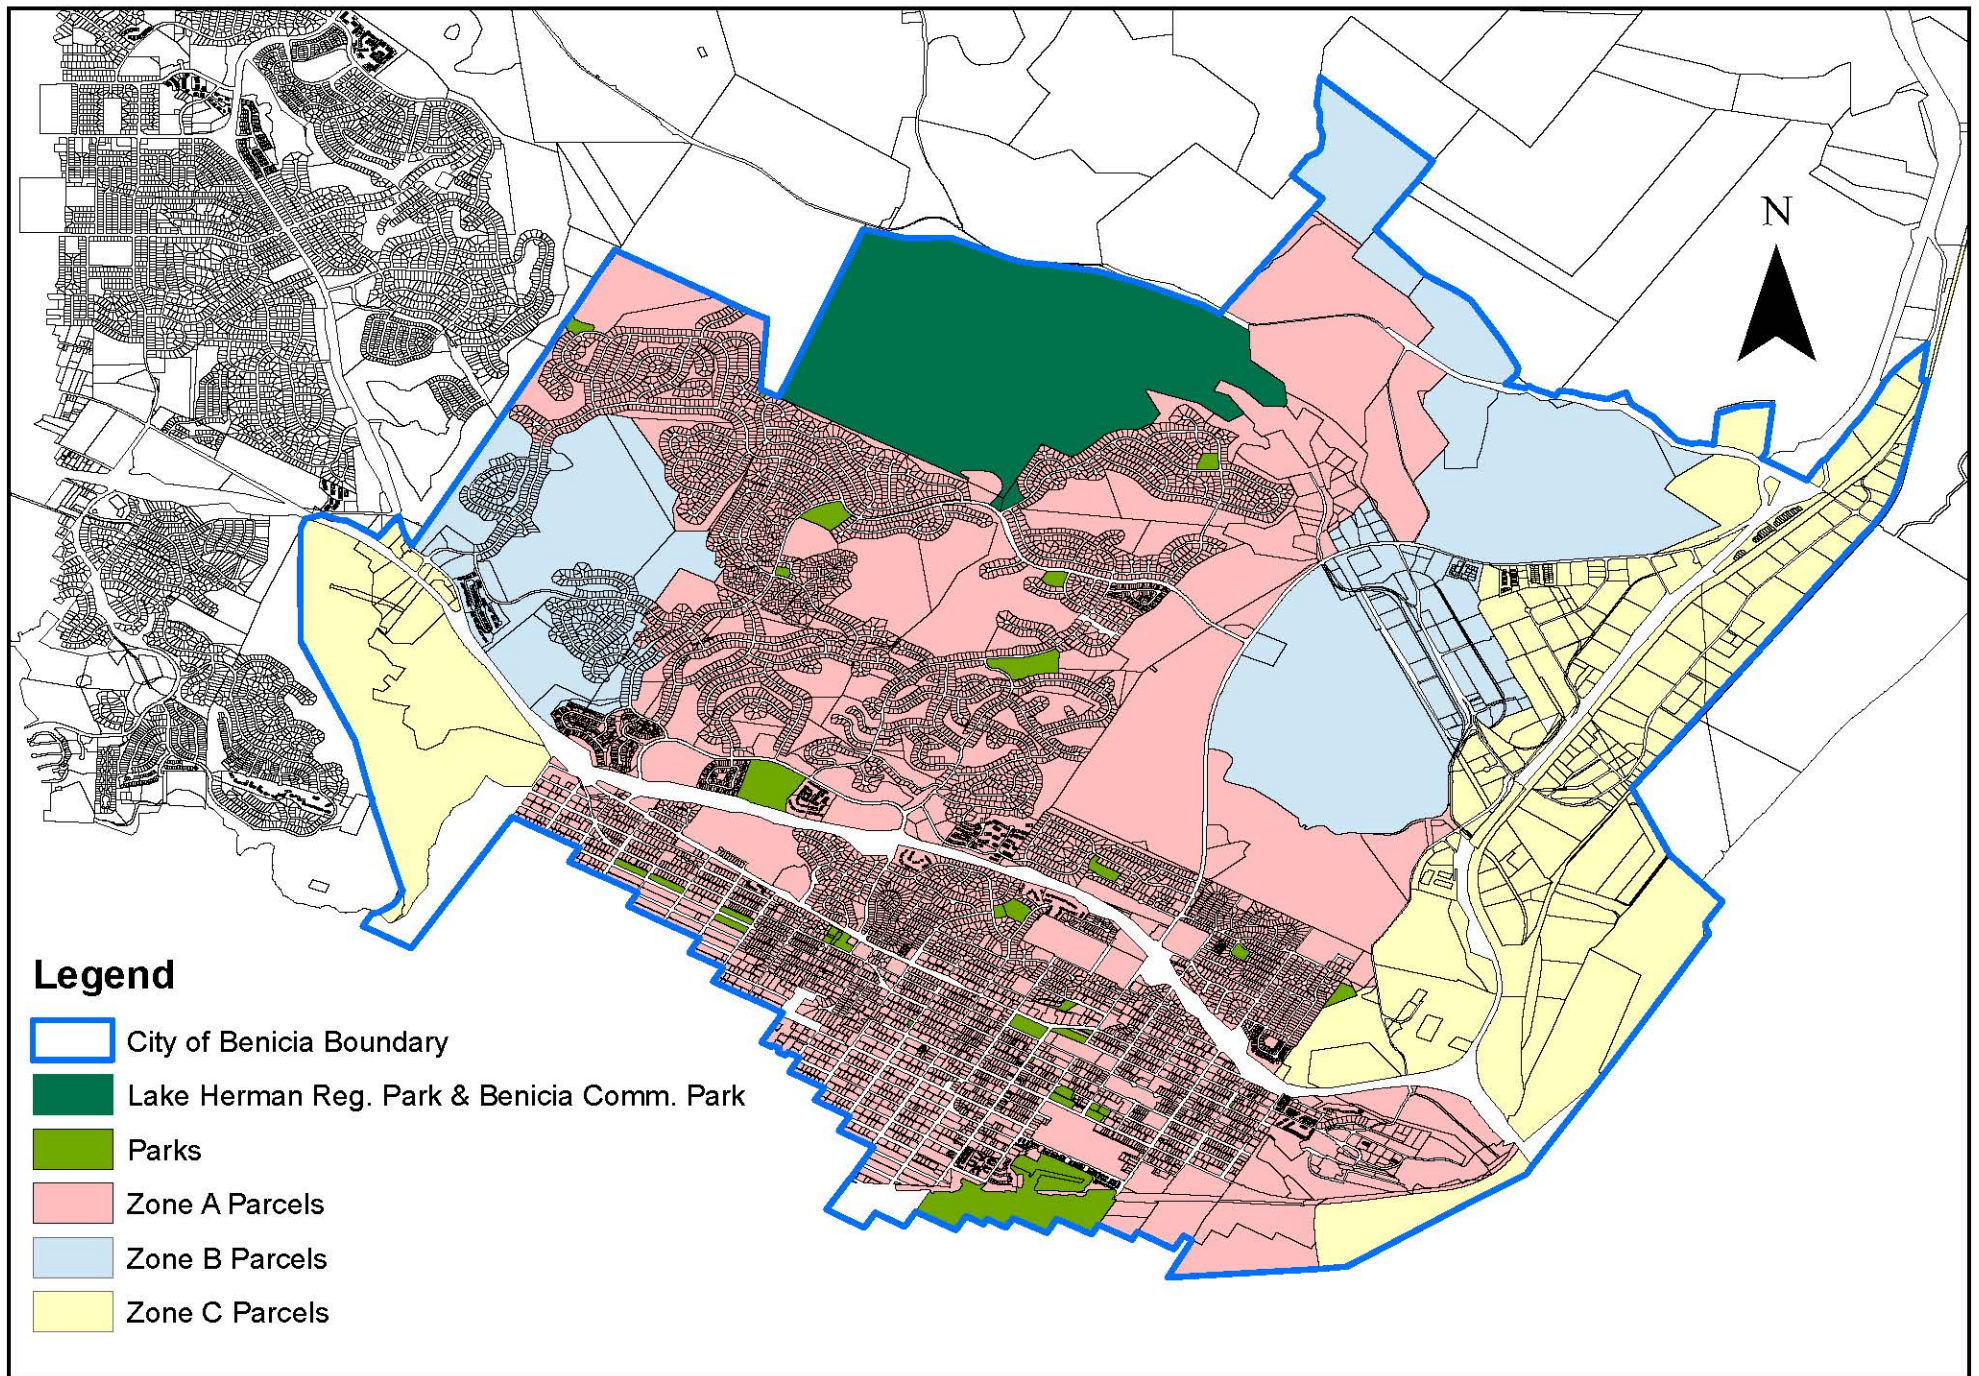 N
Legend
City of Benicia Boundary
Lake Herman Reg. Park & Benicia Comm. Park
Parks
Zone A Parcels
Zone B Parcels
Zone C Parcels